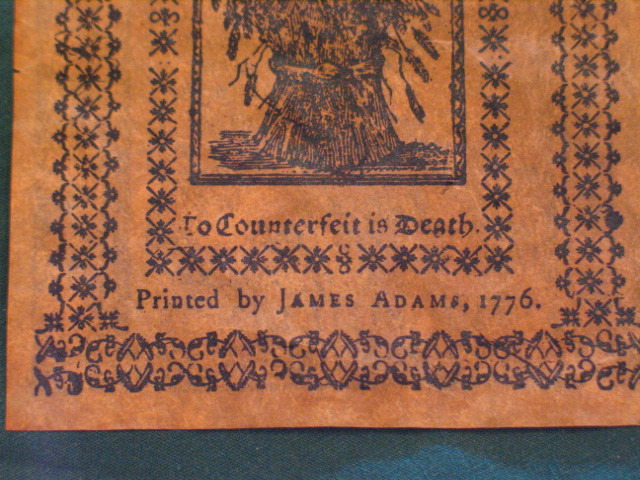 To Counterfeit is Death.
Printed by JAMES ADAMS, 1776.